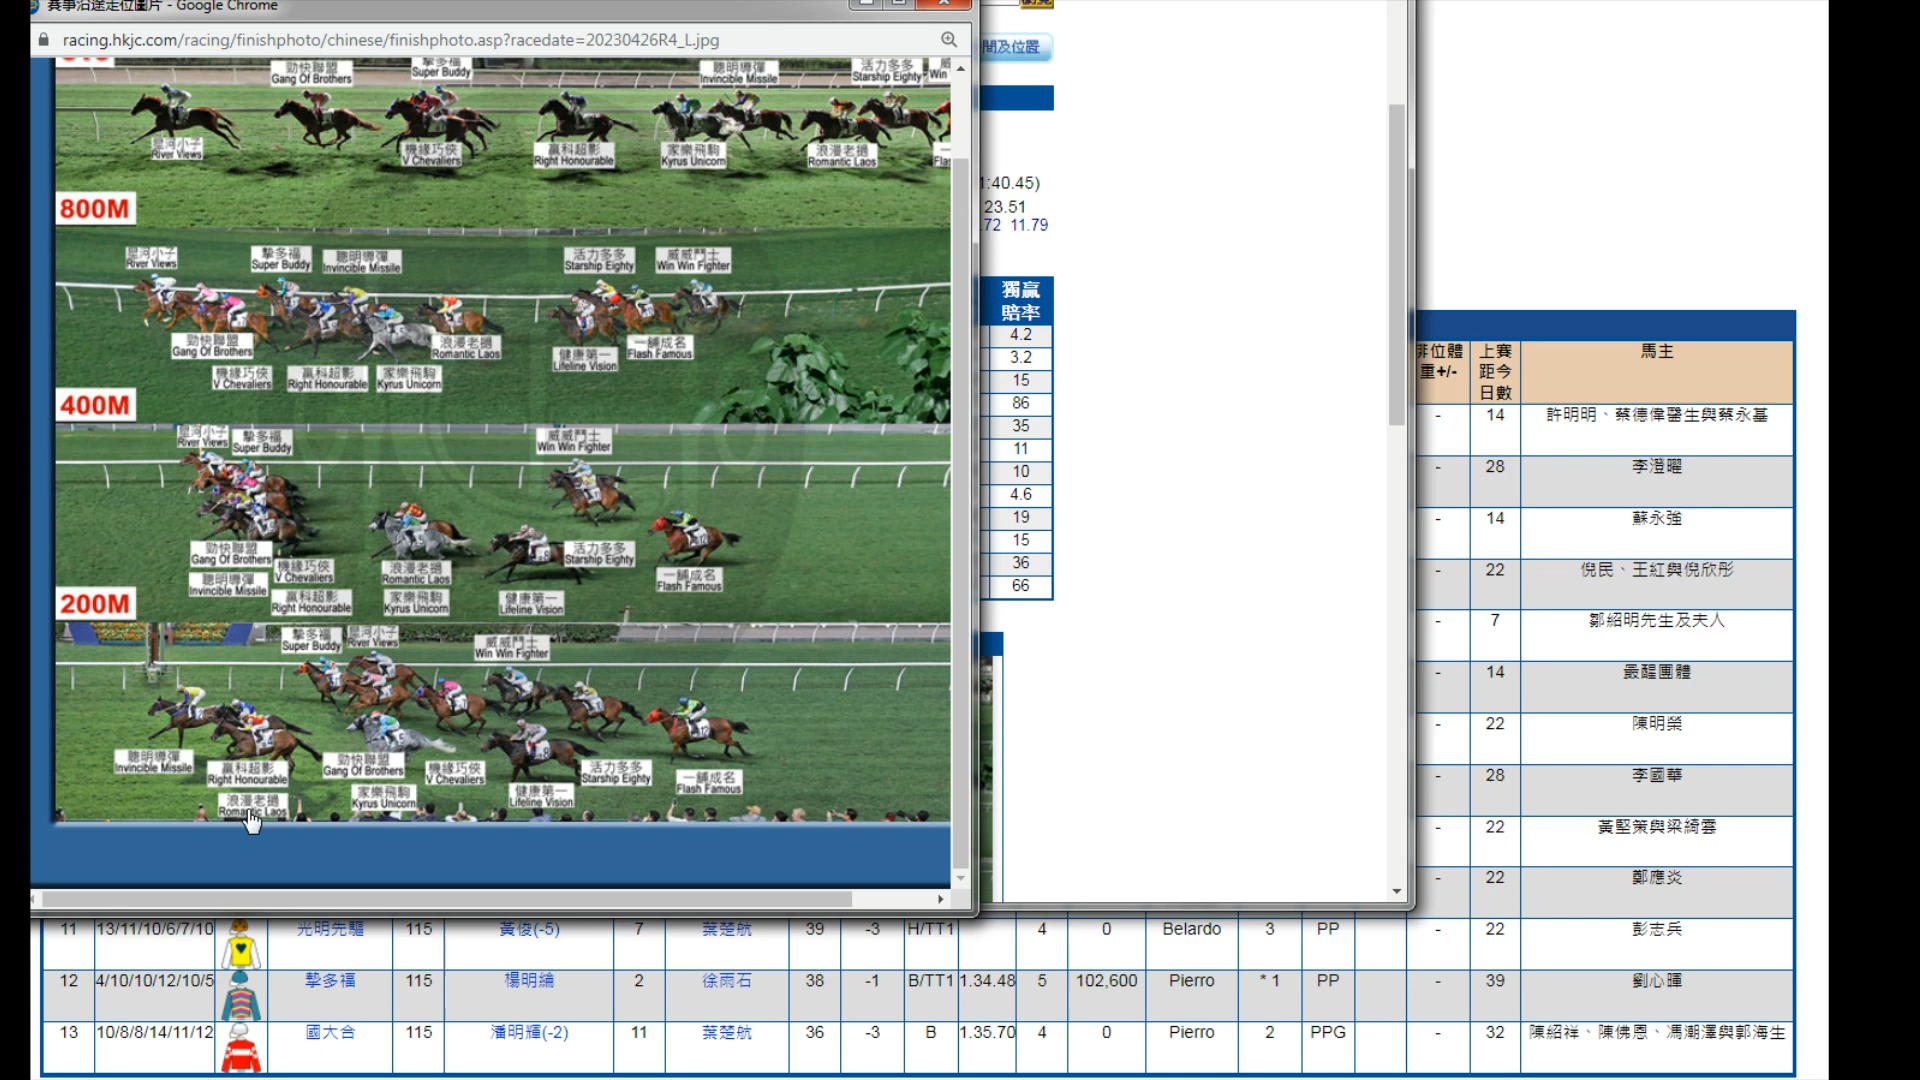 賽事沿途走位圖片 - Google Chrome
racing.hkjc.com/racing/finishphoto/chinese/finishphoto.asp?racedate=20230426R4_L.jpg
勁快聯盟
Gang Of Brothers
摯多福
Super Buddy
聰明導彈
Invincible Missile
活力多多
Starship Eighty
Win
星河小子
River Views
機緣巧俠
V Chevaliers
贏科超影
Right Honourable
家樂飛駒
Kyrus Unicorn
浪漫老撾
Romantic Laos
一
Flas
800M
星河小子
River Views
摯多福
Super Buddy
聰明導彈
Invincible Missile
活力多多
Starship Eighty
威威鬥士
Win Win Fighter
勁快聯盟
Gang Of Brothers
浪漫老撾
Romantic Laos
健康第一
Lifeline Vision
一舖成名
Flash Famous
機緣巧俠
V Chevaliers
贏科超影
Right Honourable
家樂飛駒
Kyrus Unicorn
400M
星河小子
River Views
摯多福
Super Buddy
威威鬥士
Win Win Fighter
勁快聯盟
Gang Of Brothers
機緣巧俠
V Chevaliers
浪漫老撾
Romantic Laos
活力多多
Starship Eighty
一舖成名
Flash Famous
聰明導彈
Invincible Missile
贏科超影
Right Honourable
家樂飛駒
Kyrus Unicorn
健康第一
Lifeline Vision
200M
摯多福
Super Buddy
星河小子
River Views
威威鬥士
Win Win Fighter
聰明導彈
Invincible Missile
贏科超影
Right Honourable
勁快聯盟
Gang Of Brothers
機緣巧俠
V Chevaliers
活力多多
Starship Eighty
一舖成名
Flash Famous
浪漫老撾
Romantic Laos
家樂飛駒
Kyrus Unicorn
健康第一
Lifeline Vision
間及位置
1:40.45)
23.51
.72 11.79
獨贏
賠率
4.2
3.2
15
86
35
11
10
4.6
19
15
36
66
排位體 上賽 馬主
重+/- 距今
日數
- 14 許明明、蔡德偉醫生與蔡永基
- 28 李澄曜
- 14 蘇永強
- 22 倪民、王紅與倪欣彤
- 7 鄒紹明先生及夫人
- 14 最醒團體
- 22 陳明榮
- 28 李國華
- 22 黃堅策與梁綺雲
- 22 鄭應炎
11 13/11/10/6/7/10 光明先驅 115 黃俊(-5) 7 葉楚航 39 -3 H/TT1 4 0 Belardo 3 PP - 22 彭志兵
12 4/10/10/12/10/5 摯多福 115 楊明綸 2 徐雨石 38 -1 B/TT1 1.34.48 5 102,600 Pierro * 1 PP - 39 劉心暉
13 10/8/8/14/11/12 國大合 115 潘明輝(-2) 11 葉楚航 36 -3 B 1.35.70 4 0 Pierro 2 PPG - 32 陳紹祥、陳佛恩、馮潮澤與郭海生